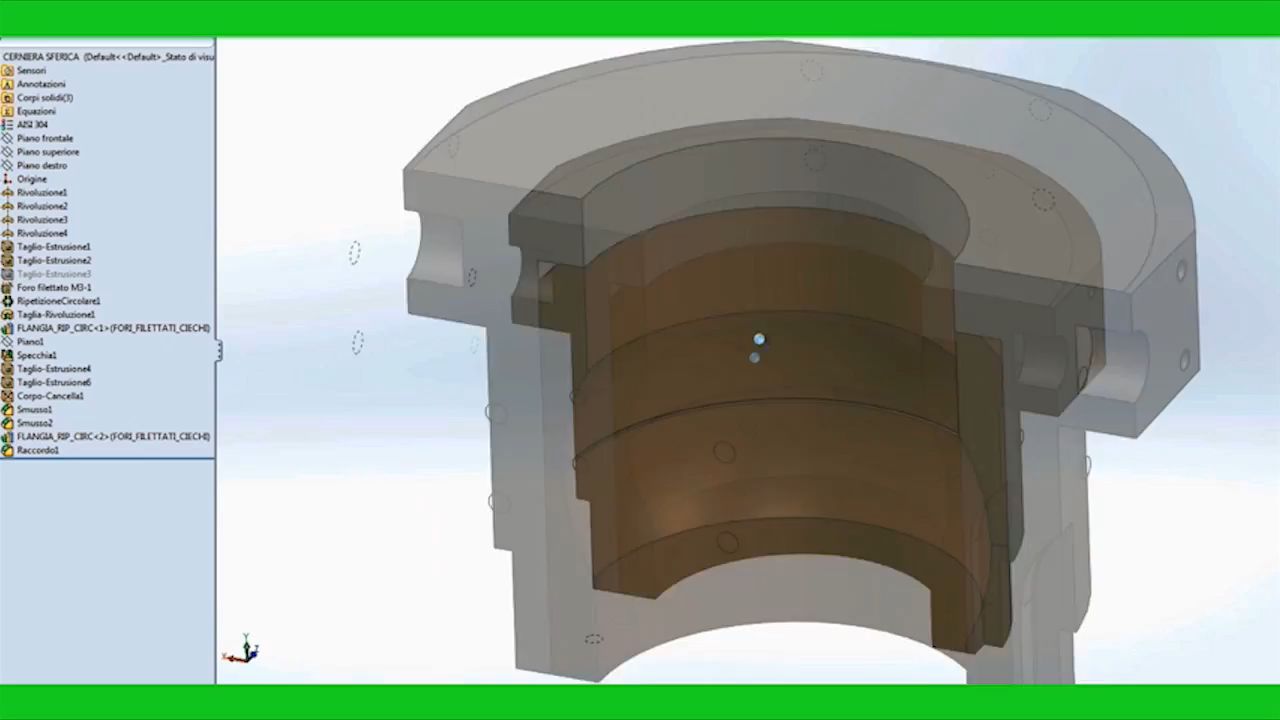 CERNIERA SFERICA (Default<<Default>_Stato di visu
Sensori
Annotazioni
Corpi solidi(3)
Equazioni
AISI 304
Piano frontale
Piano superiore
Piano destro
Origine
Rivoluzione1
Rivoluzione2
Rivoluzione3
Rivoluzione4
Taglio-Estrusione1
Taglio-Estrusione2
Taglio-Estrusione3
Foro filettato M3-1
RipetizioneCircolare1
Taglia-Rivoluzione1
FLANGIA_RIP_CIRC<1>(FORI_FILETTATI_CIECHI)
Piano1
Specchia1
Taglio-Estrusione4
Taglio-Estrusione6
Corpo-Cancella1
Smusso1
Smusso2
FLANGIA_RIP_CIRC<2>(FORI_FILETTATI_CIECHI)
Raccordo1
Y
X
Z